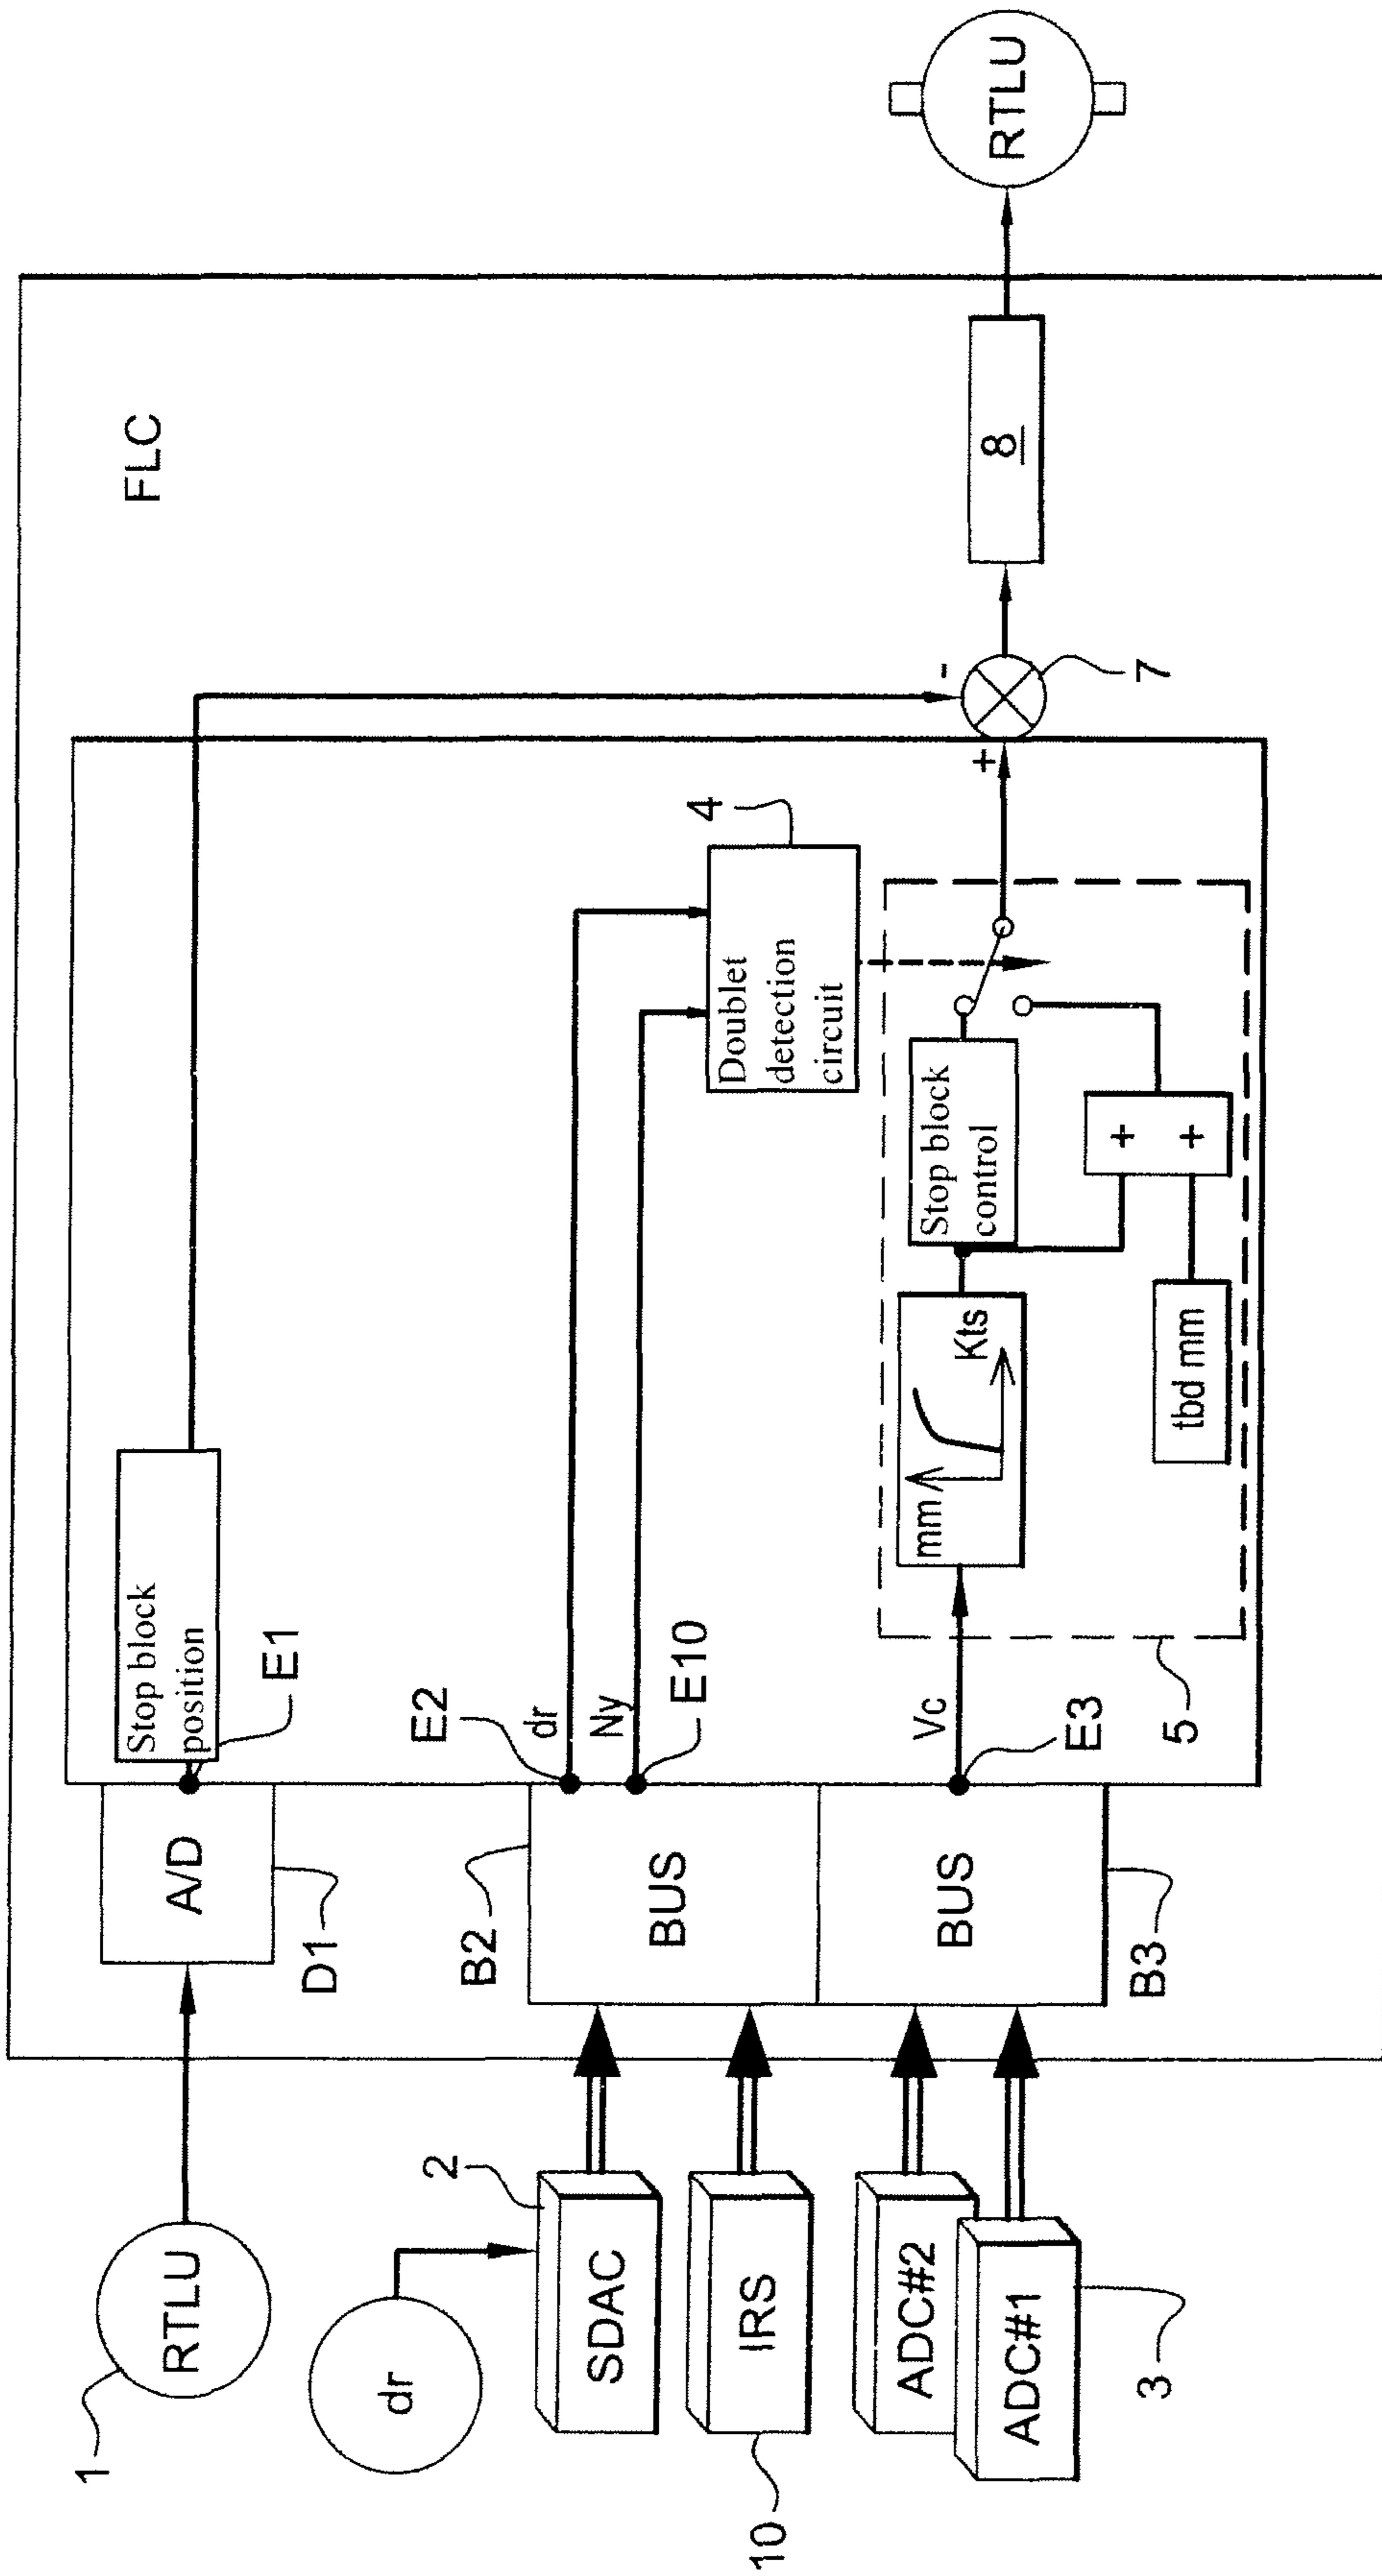 1
RTLU
dr
2
SDAC
IRS
10
ADC#2
ADC#1
3
FLC
A/D
D1
B2
BUS
BUS
B3
Stop block
position
E1
E2
dr
Ny
E10
Vc
E3
5
mm
Kts
Stop block
control
tbd mm
+
+
Doublet
detection
circuit
4
+
-
7
8
RTLU